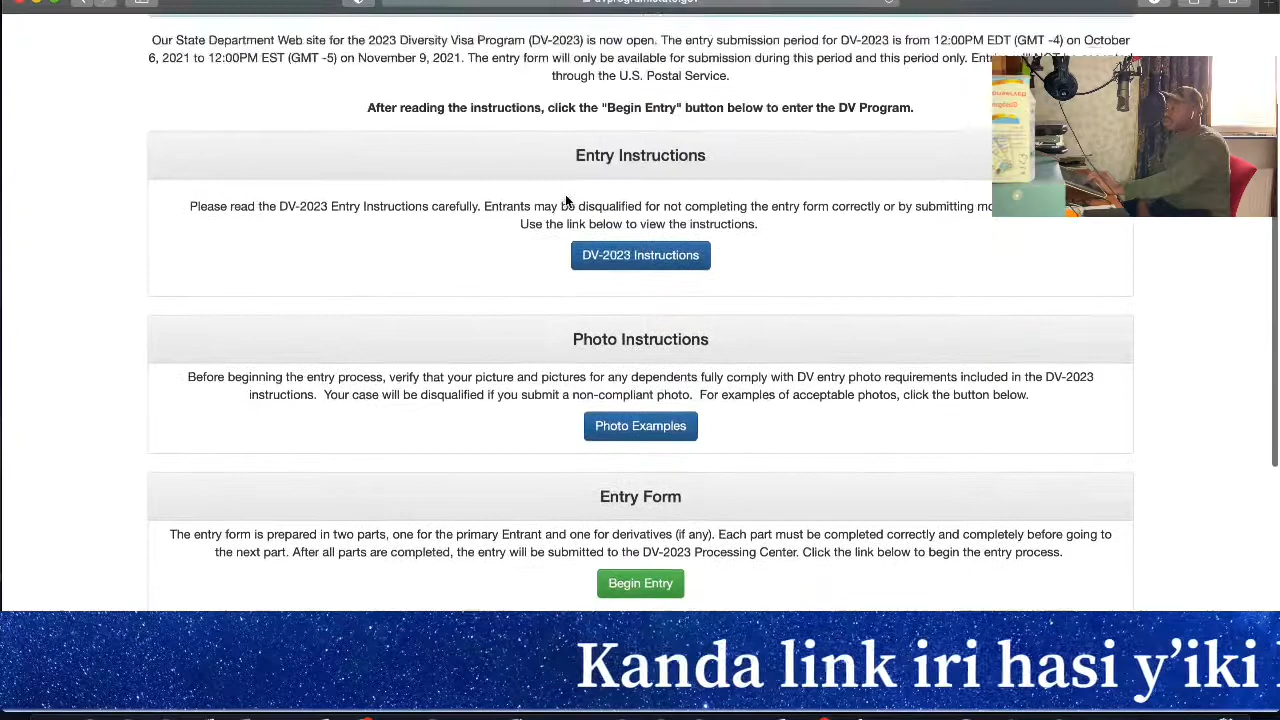 Our State Department Web site for the 2023 Diversity Visa Program (DV-2023) is now open. The entry submission period for DV-2023 is from 12:00PM EDT (GMT -4) on October
6, 2021 to 12:00PM EST (GMT -5) on November 9, 2021. The entry form will only be available for submission during this period and this period only.
through the U.S. Postal Service.
After reading the instructions, click the "Begin Entry" button below to enter the DV Program.
Entry Instructions
Please read the DV-2023 Entry Instructions carefully. Entrants may be disqualified for not completing the entry form correctly or by submitting
Use the link below to view the instructions.
DV-2023 Instructions
Photo Instructions
Before beginning the entry process, verify that your picture and pictures for any dependents fully comply with DV entry photo requirements included in the DV-2023
instructions. Your case will be disqualified if you submit a non-compliant photo. For examples of acceptable photos, click the button below.
Photo Examples
Entry Form
The entry form is prepared in two parts, one for the primary Entrant and one for derivatives (if any). Each part must be completed correctly and completely before going to
the next part. After all parts are completed, the entry will be submitted to the DV-2023 Processing Center. Click the link below to begin the entry process.
Begin Entry
Kanda link iri hasi y’iki